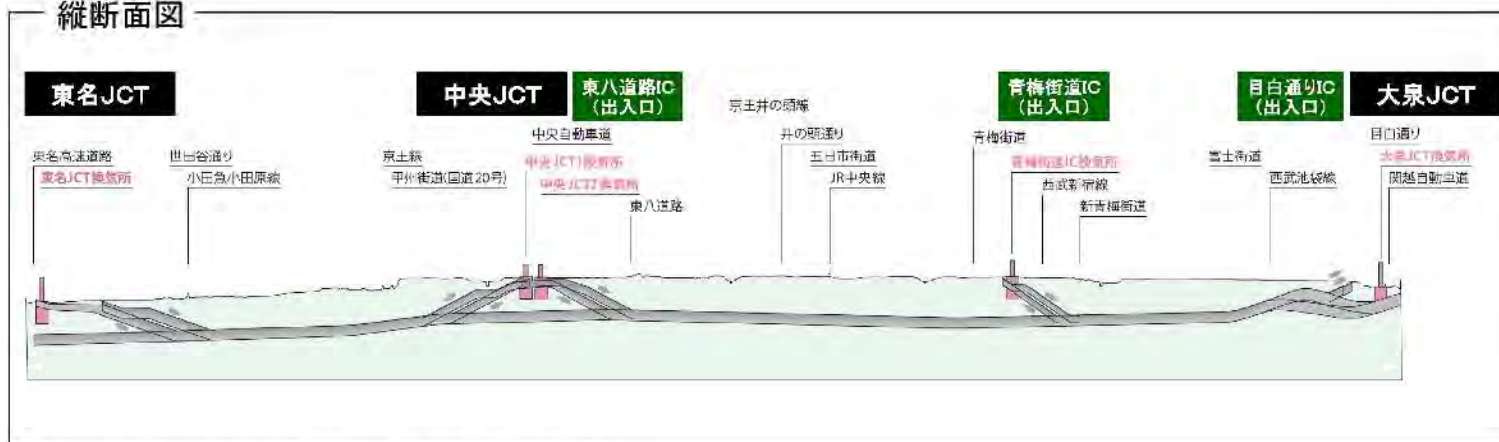 縦断面図
東名JCT
中央JCT
東八道路IC
(出入口)
青梅街道IC
(出入口)
目白通りIC
(出入口)
大泉JCT
東名高速道路
東名JCT換気所
世田谷通り
小田急小田原線
京王線
甲州街道(国道20号)
中央自動車道
中央JCT1換気所
中央JCT2換気所
東八道路
京王井の頭線
井の頭通り
五日市街道
JR中央線
青梅街道
青梅街道IC換気所
西武新宿線
新青梅街道
富士街道
西武池袋線
目白通り
大泉JCT換気所
関越自動車道